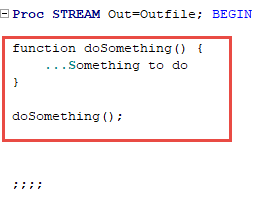 Proc STREAM Out=Outfile; BEGIN
function doSomething() {
...Something to do
}
doSomething();
;;;;